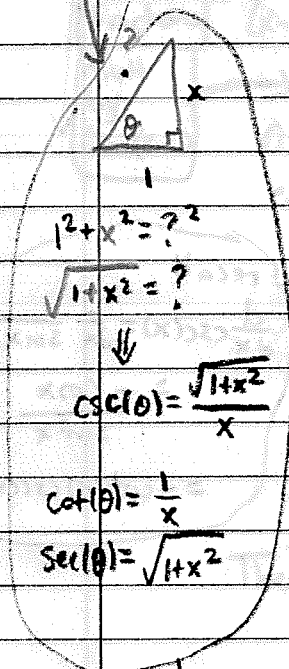 ?
x
θ
1
1² + x² = ?²
√(1+x²) = ?
⇓
csc(θ) = √(1+x²) / x
cot(θ) = 1/x
sec(θ) = √(1+x²)